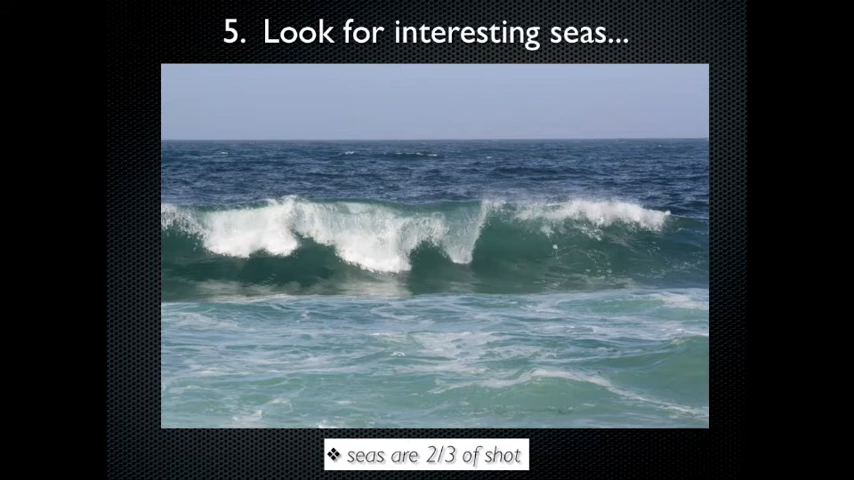 5. Look for interesting seas...
❖ seas are 2/3 of shot